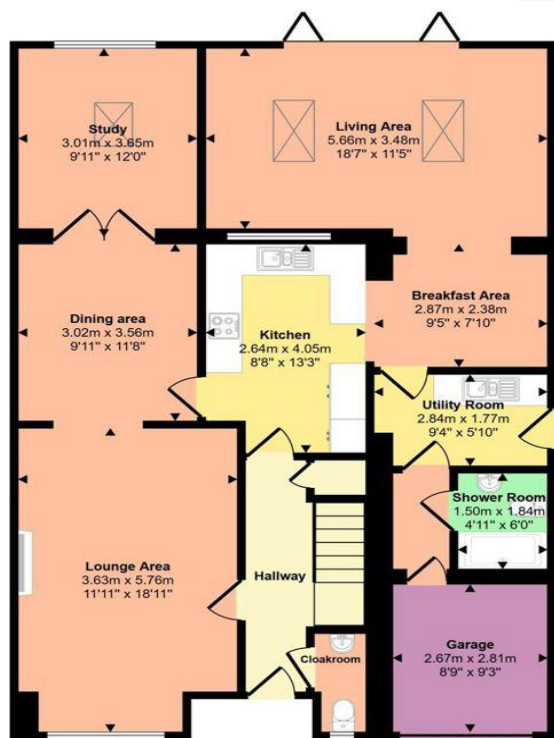 Study
3.01m x 3.65m
9'11" x 12'0"
Living Area
5.66m x 3.48m
18'7" x 11'5"
Dining area
3.02m x 3.56m
9'11" x 11'8"
Kitchen
2.64m x 4.05m
8'8" x 13'3"
Breakfast Area
2.87m x 2.38m
9'5" x 7'10"
Utility Room
2.84m x 1.77m
9'4" x 5'10"
Shower Room
1.50m x 1.84m
4'11" x 6'0"
Lounge Area
3.63m x 5.76m
11'11" x 18'11"
Hallway
Cloakroom
Garage
2.67m x 2.81m
8'9" x 9'3"